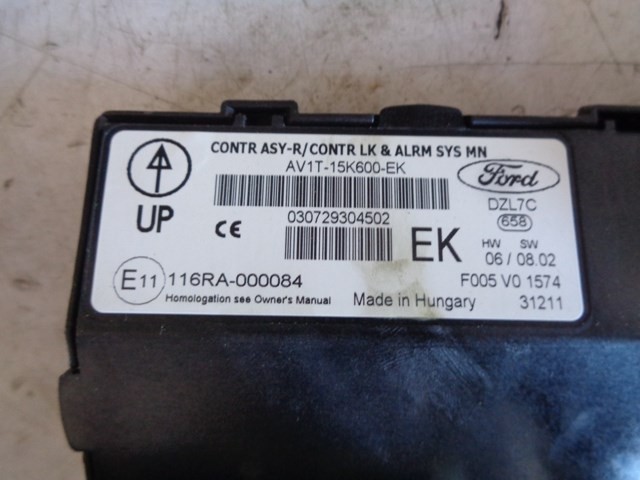 CONTR ASY-R/CONTR LK & ALRM SYS MN
AV1T-15K600-EK
Ford
UP
CE
030729304502
EK
DZL7C
658
HW SW
06 / 08.02
E11 116RA-000084
F005 V0 1574
Homologation see Owner's Manual
Made in Hungary
31211